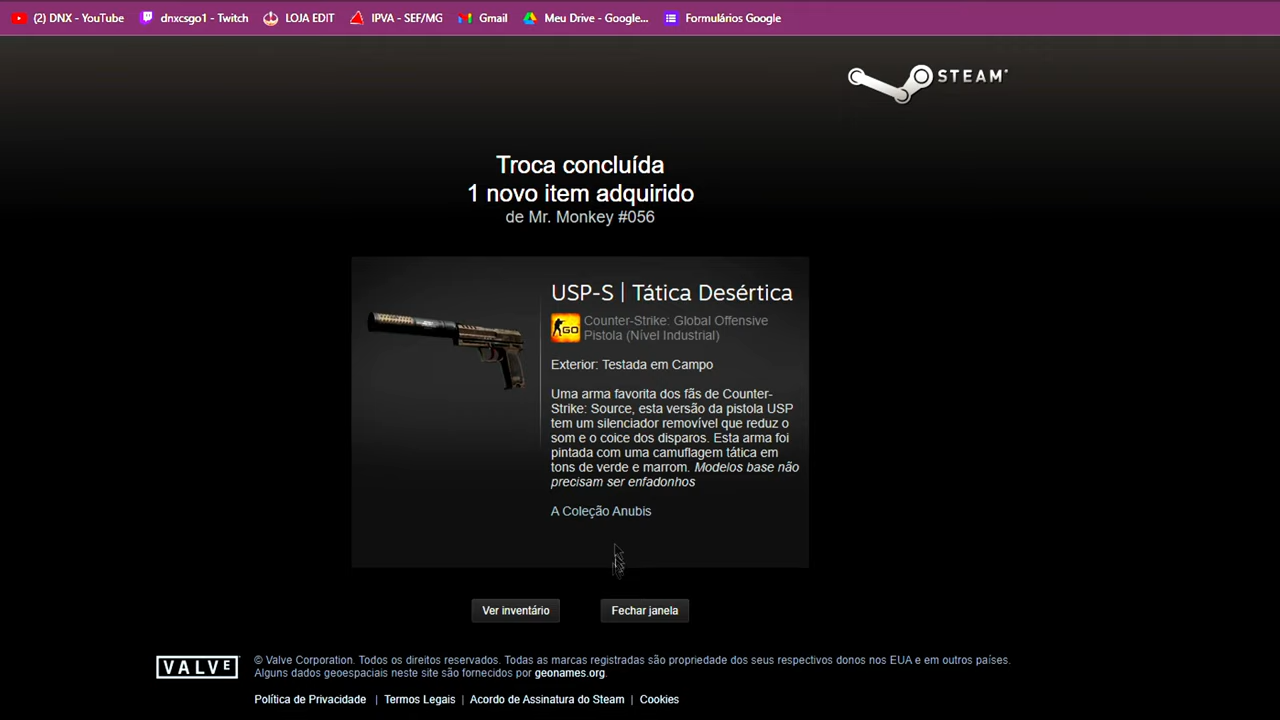 (2) DNX - YouTube dnxcsgo1 - Twitch LOJA EDIT IPVA - SEF/MG Gmail Meu Drive - Google... Formulários Google
STEAM®
Troca concluída
1 novo item adquirido
de Mr. Monkey #056
USP-S | Tática Desértica
GO
Counter-Strike: Global Offensive
Pistola (Nível Industrial)
Exterior: Testada em Campo
Uma arma favorita dos fãs de Counter-
Strike: Source, esta versão da pistola USP
tem um silenciador removível que reduz o
som e o coice dos disparos. Esta arma foi
pintada com uma camuflagem tática em
tons de verde e marrom. Modelos base não
precisam ser enfadonhos
A Coleção Anubis
Ver inventário Fechar janela
VALVE
© Valve Corporation. Todos os direitos reservados. Todas as marcas registradas são propriedade dos seus respectivos donos nos EUA e em outros países.
Alguns dados geoespaciais neste site são fornecidos por geonames.org.
Política de Privacidade | Termos Legais | Acordo de Assinatura do Steam | Cookies